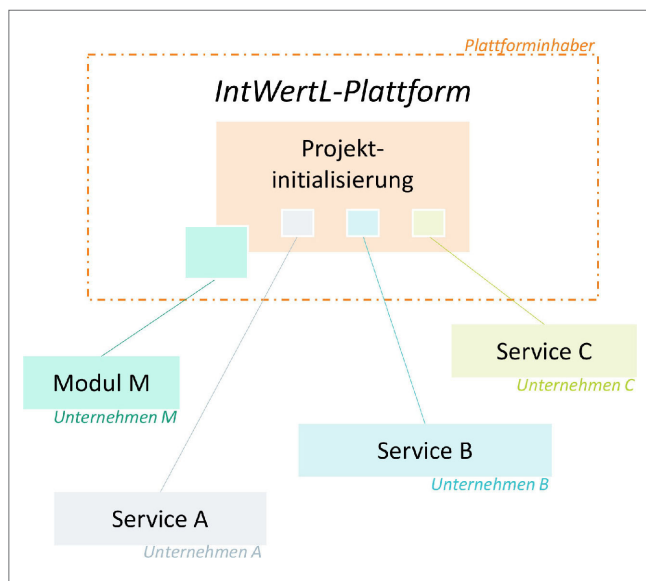 Plattforminhaber
IntWertL-Plattform
Projekt-
initialisierung
Service C
Unternehmen C
Modul M
Unternehmen M
Service B
Unternehmen B
Service A
Unternehmen A